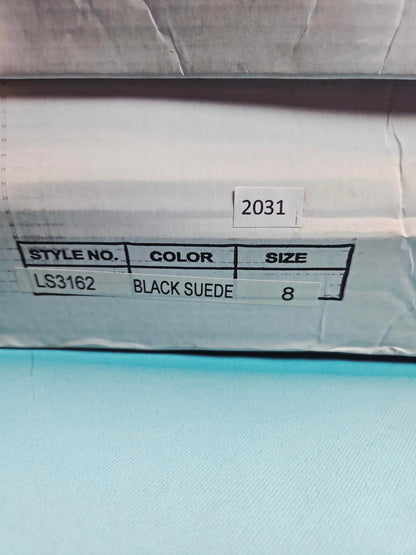 2031
STYLE NO. COLOR SIZE
LS3162 BLACK SUEDE 8